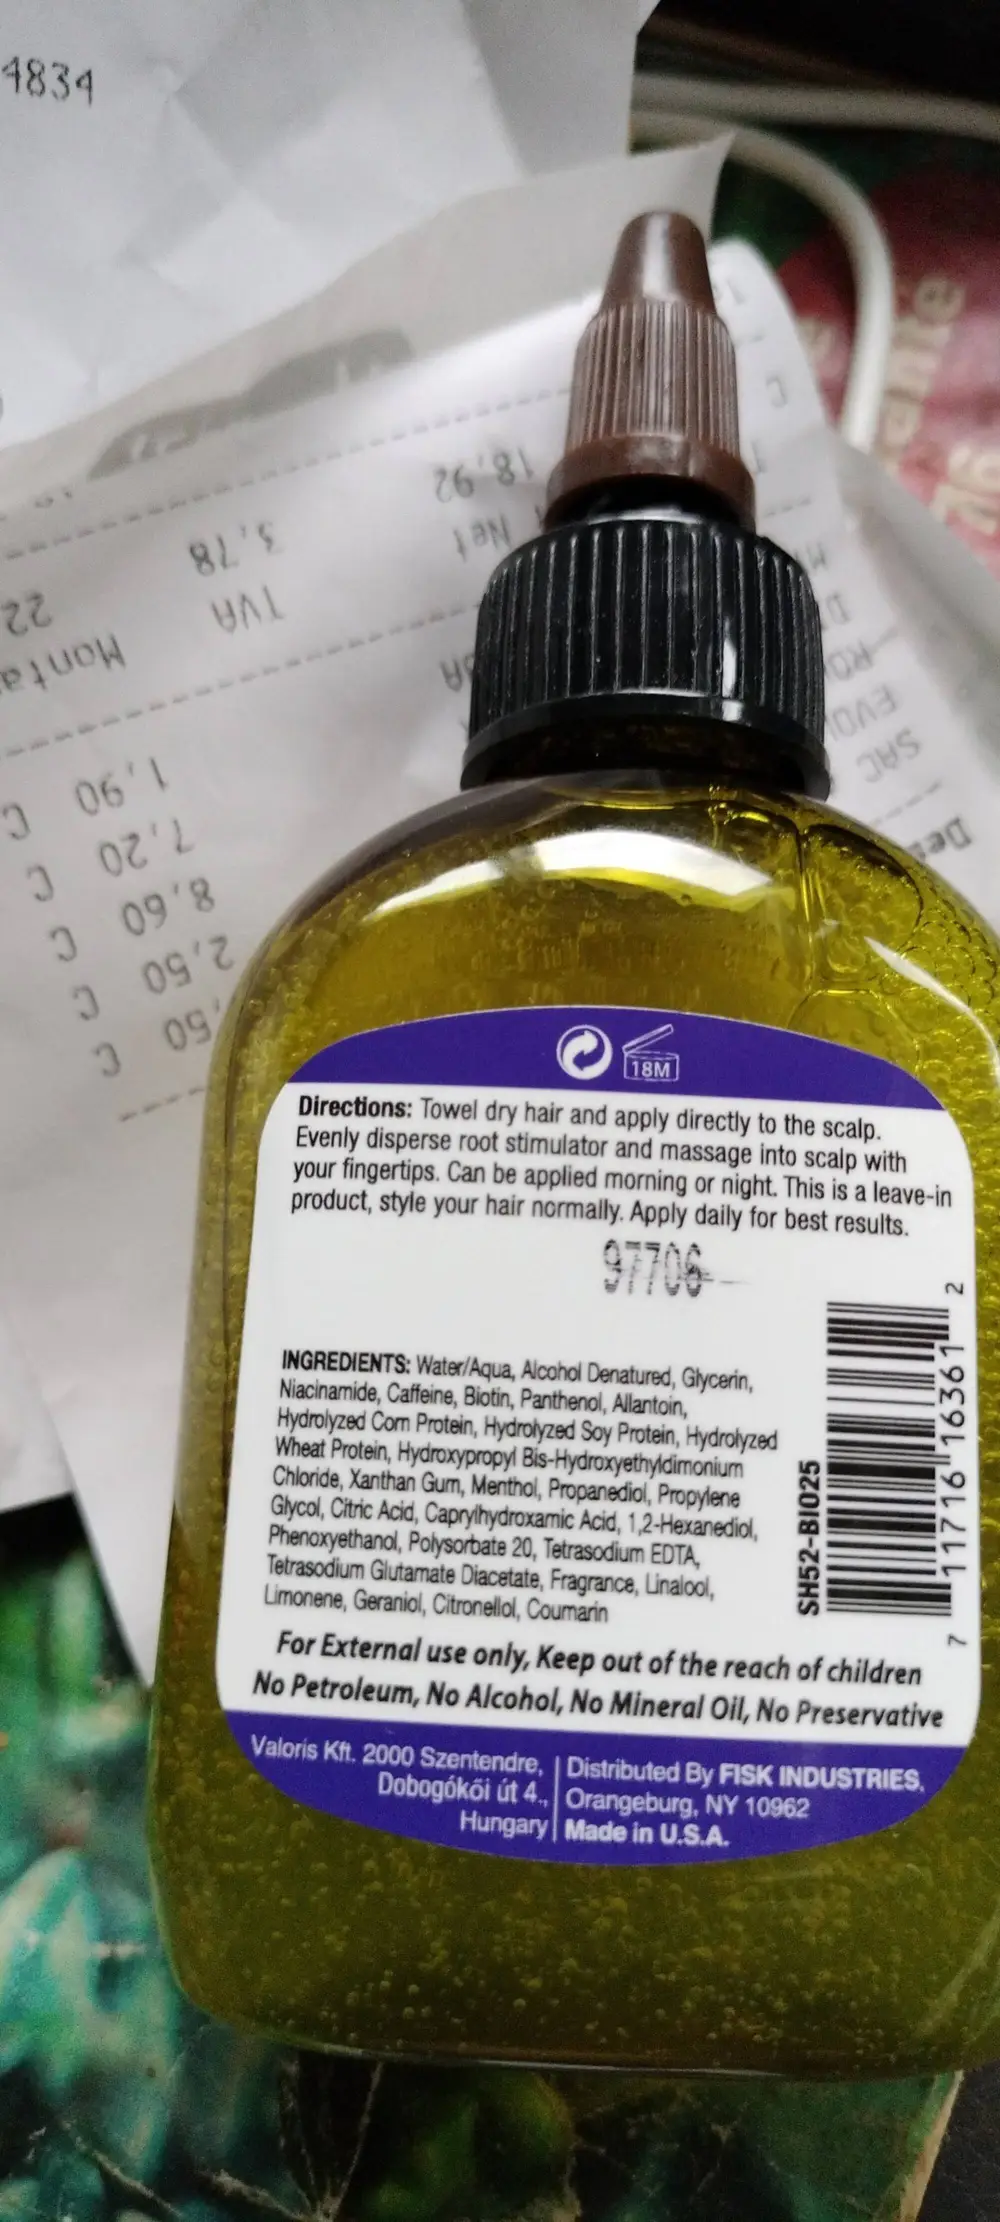 4834
18,92
Net
3,78
TVA
22
Monta
1,90 C
7,20 C
8,60 C
2,50 C
,50 C
SAC
18M
Directions: Towel dry hair and apply directly to the scalp.
Evenly disperse root stimulator and massage into scalp with
your fingertips. Can be applied morning or night. This is a leave-in
product, style your hair normally. Apply daily for best results.
97706
INGREDIENTS: Water/Aqua, Alcohol Denatured, Glycerin,
Niacinamide, Caffeine, Biotin, Panthenol, Allantoin,
Hydrolyzed Corn Protein, Hydrolyzed Soy Protein, Hydrolyzed
Wheat Protein, Hydroxypropyl Bis-Hydroxyethyldimonium
Chloride, Xanthan Gum, Menthol, Propanediol, Propylene
Glycol, Citric Acid, Caprylhydroxamic Acid, 1,2-Hexanediol,
Phenoxyethanol, Polysorbate 20, Tetrasodium EDTA,
Tetrasodium Glutamate Diacetate, Fragrance, Linalool,
Limonene, Geraniol, Citronellol, Coumarin
SH52-BIO25
7 11716 16361 2
For External use only, Keep out of the reach of children
No Petroleum, No Alcohol, No Mineral Oil, No Preservative
Valoris Kft. 2000 Szentendre,
Dobogókői út 4.,
Hungary
Distributed By FISK INDUSTRIES.
Orangeburg, NY 10962
Made in U.S.A.